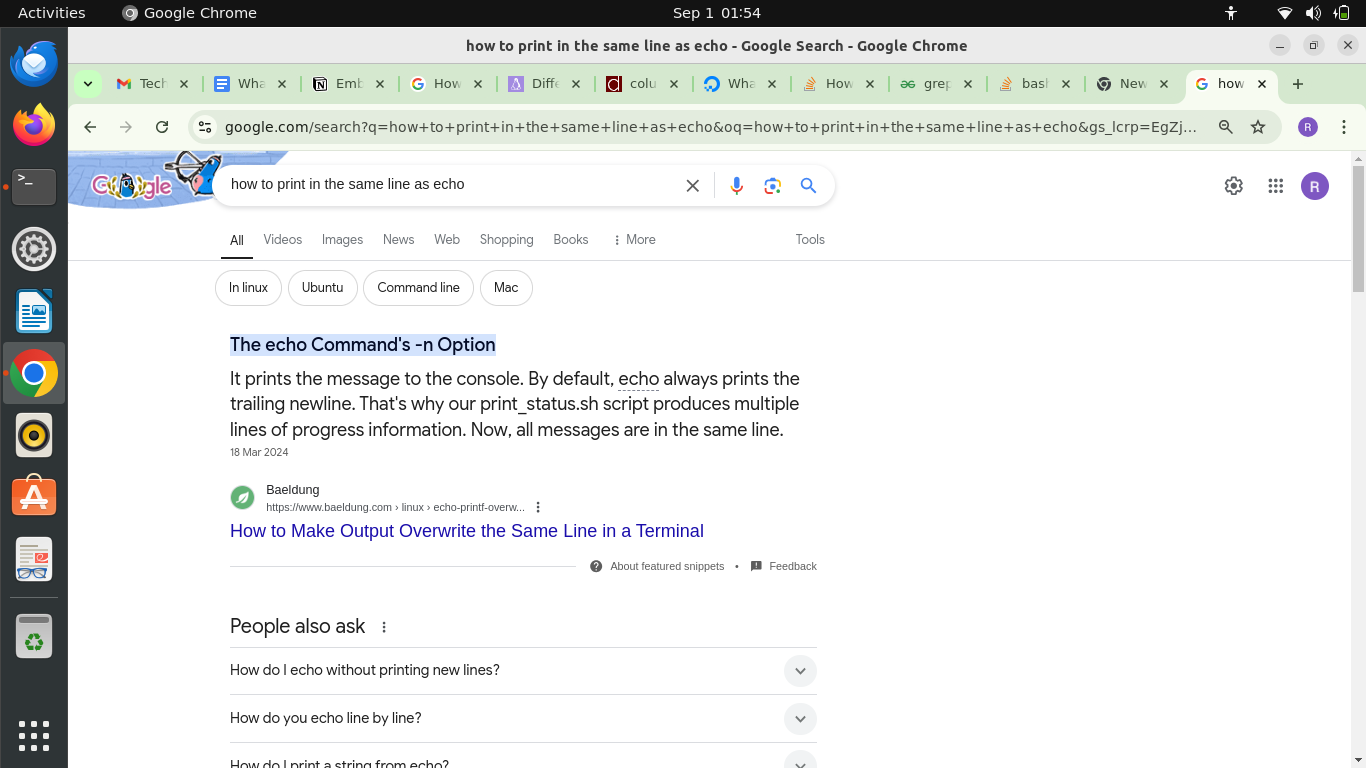 Activities
Google Chrome
Sep 1 01:54
how to print in the same line as echo - Google Search - Google Chrome
Tech
Wha
Emb
How
Diffe
colu
Wha
How
grep
bash
New
how
google.com/search?q=how+to+print+in+the+same+line+as+echo&oq=how+to+print+in+the+same+line+as+echo&gs_lcrp=EgZj...
R
Google
how to print in the same line as echo
R
All
Videos
Images
News
Web
Shopping
Books
More
Tools
In linux
Ubuntu
Command line
Mac
The echo Command's -n Option
It prints the message to the console. By default, echo always prints the
trailing newline. That's why our print_status.sh script produces multiple
lines of progress information. Now, all messages are in the same line.
18 Mar 2024
Baeldung
https://www.baeldung.com › linux › echo-printf-overw...
How to Make Output Overwrite the Same Line in a Terminal
About featured snippets • Feedback
People also ask
How do I echo without printing new lines?
How do you echo line by line?
How do I print a string from echo?